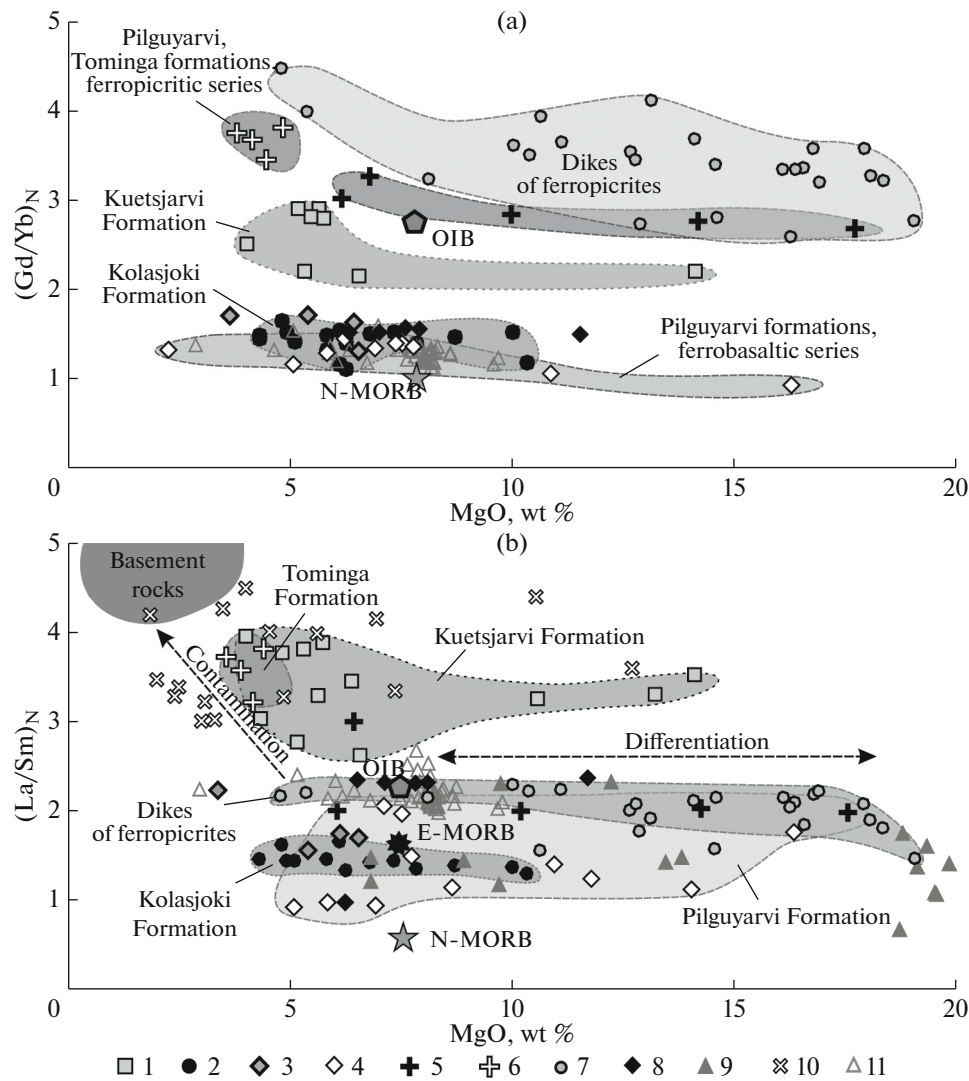 (a)
5
4
3
2
1
0
5
10
15
20
(Gd/Yb)N
MgO, wt %
Pilguyarvi,
Tominga formations,
ferropicritic series
Dikes
of ferropicrites
Kuetsjarvi
Formation
OIB
Kolasjoki
Formation
Pilguyarvi formations,
ferrobasaltic series
N-MORB
(b)
5
4
3
2
1
0
5
10
15
20
(La/Sm)N
MgO, wt %
Basement
rocks
Tominga
Formation
Kuetsjarvi Formation
Contamination
Differentiation
OIB
Dikes
of ferropicrites
E-MORB
Kolasjoki
Formation
Pilguyarvi Formation
N-MORB
1 2 3 4 5 6 7 8 9 10 11